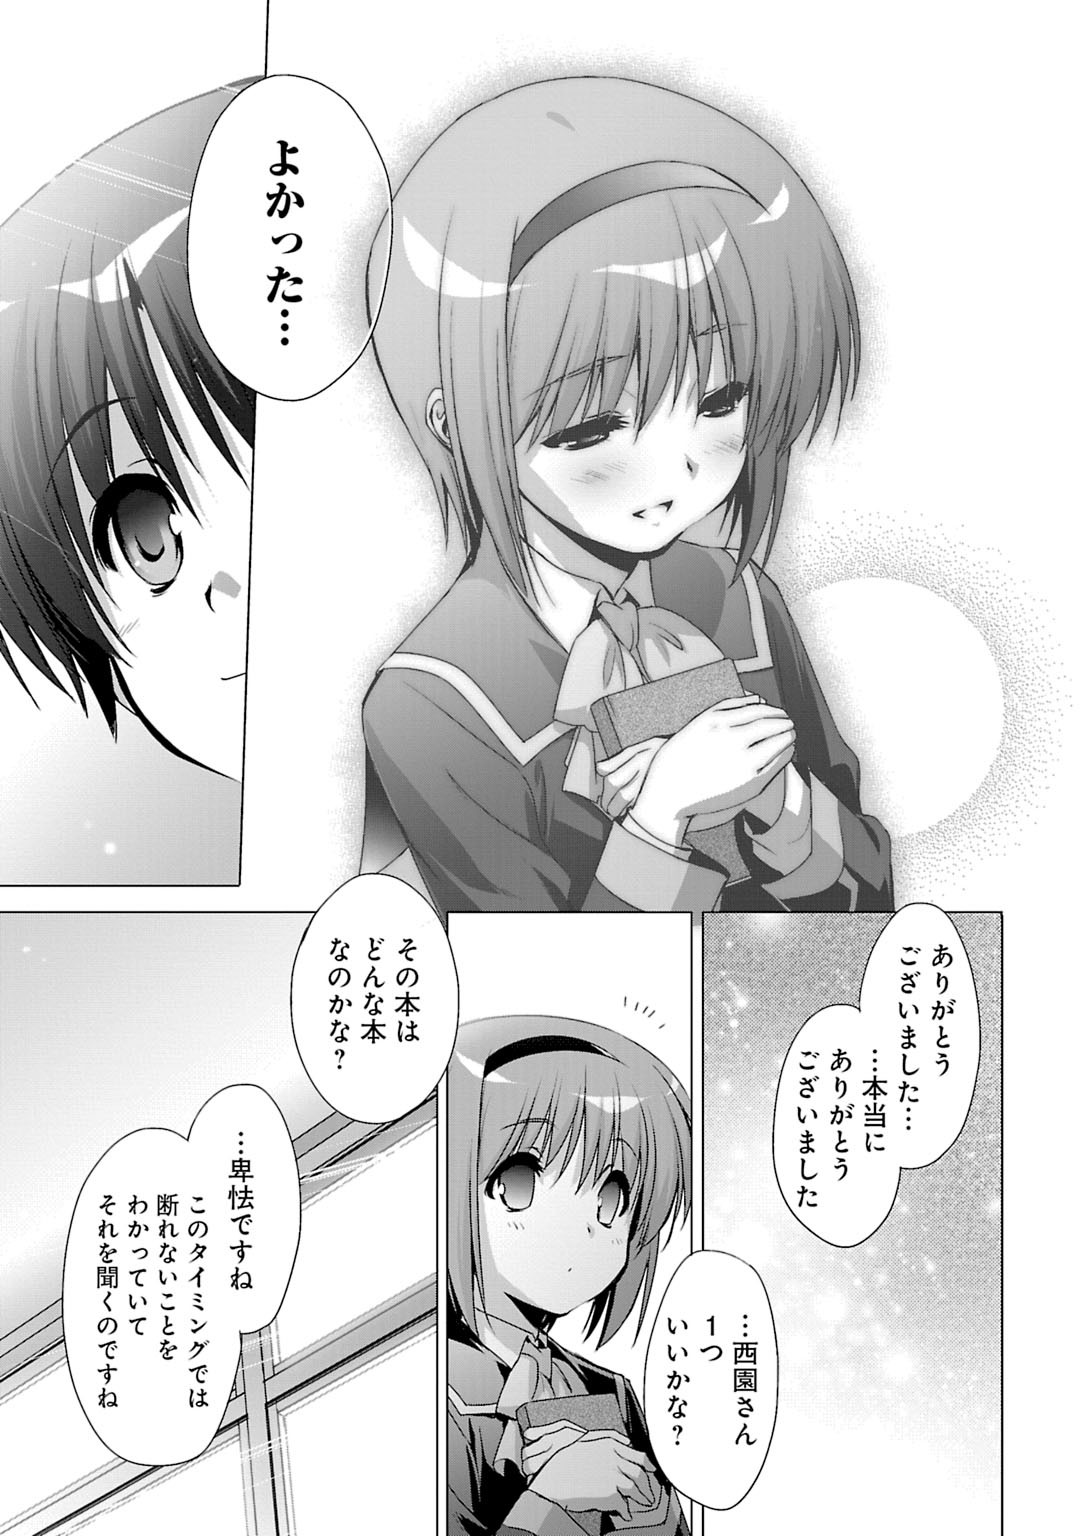 よかった…
ありがとう
ございました…
…本当に
ありがとう
ございました
…西園さん
1つ
いいかな？
その本は
どんな本
なのかな？
…卑怯ですね
このタイミングでは
断れないことを
わかっていて
それを聞くのですね